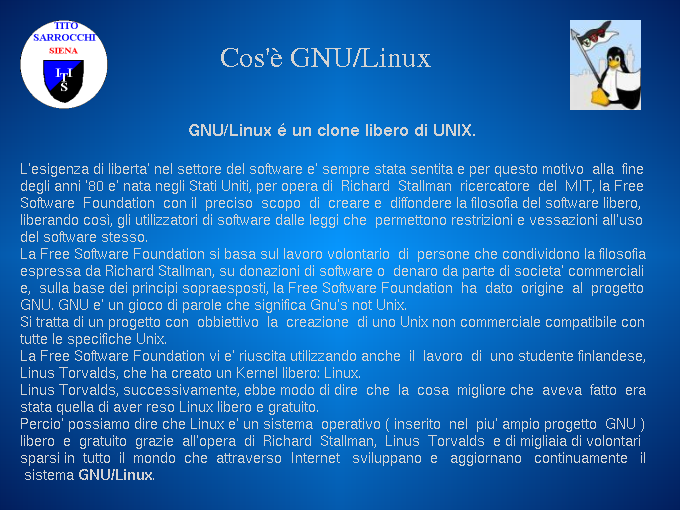 TITO
SARROCCHI
SIENA
I T I S
Cos'è GNU/Linux
GNU/Linux é un clone libero di UNIX.
L'esigenza di liberta' nel settore del software e' sempre stata sentita e per questo motivo alla fine
degli anni '80 e' nata negli Stati Uniti, per opera di Richard Stallman ricercatore del MIT, la Free
Software Foundation con il preciso scopo di creare e difondere la filosofia del software libero,
liberando così, gli utilizzatori di software dalle leggi che permettono restrizioni e vessazioni all'uso
del software stesso.
La Free Software Foundation si basa sul lavoro volontario di persone che condividono la filosofia
espressa da Richard Stallman, su donazioni di software o denaro da parte di societa' commerciali
e, sulla base dei principi sopraesposti, la Free Software Foundation ha dato origine al progetto
GNU. GNU e' un gioco di parole che significa Gnu's not Unix.
Si tratta di un progetto con obbiettivo la creazione di uno Unix non commerciale compatibile con
tutte le specifiche Unix.
La Free Software Foundation vi e' riuscita utilizzando anche il lavoro di uno studente finlandese,
Linus Torvalds, che ha creato un Kernel libero: Linux.
Linus Torvalds, successivamente, ebbe modo di dire che la cosa migliore che aveva fatto era
stata quella di aver reso Linux libero e gratuito.
Percio' possiamo dire che Linux e' un sistema operativo ( inserito nel piu' ampio progetto GNU )
libero e gratuito grazie all'opera di Richard Stallman, Linus Torvalds e di migliaia di volontari
sparsi in tutto il mondo che attraverso Internet sviluppano e aggiornano continuamente il
sistema GNU/Linux.